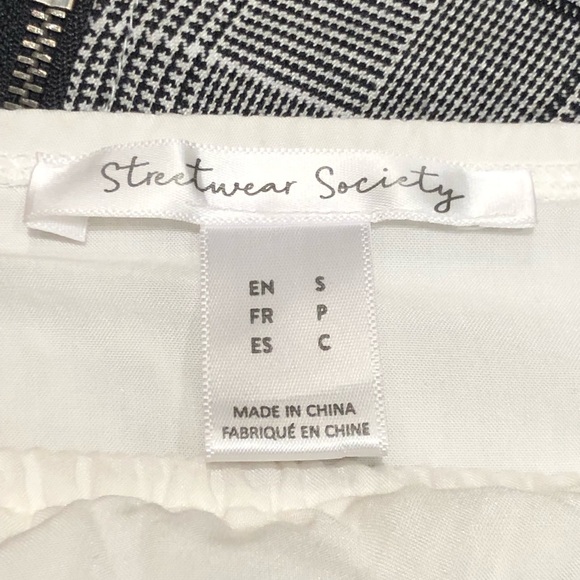 Streetwear Society
EN S
FR P
ES C
MADE IN CHINA
FABRIQUÉ EN CHINE